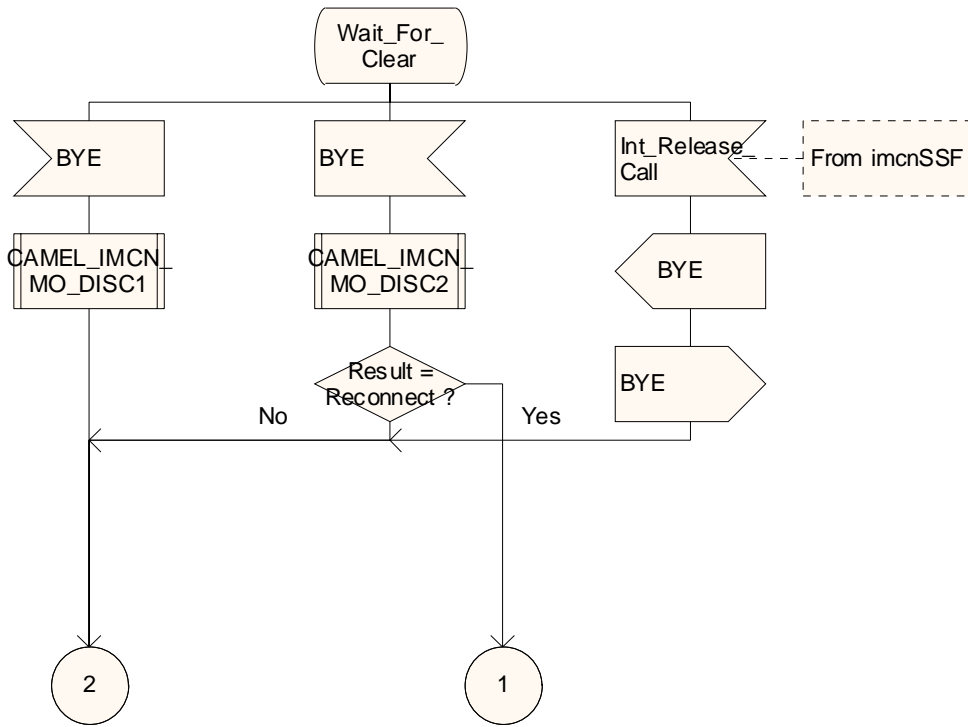 Wait_For_
Clear
BYE
BYE
Int_Release_
Call
From imcnSSF
CAMEL_IMCN_
MO_DISC1
CAMEL_IMCN_
MO_DISC2
BYE
Result =
Reconnect ?
BYE
No
Yes
2
1